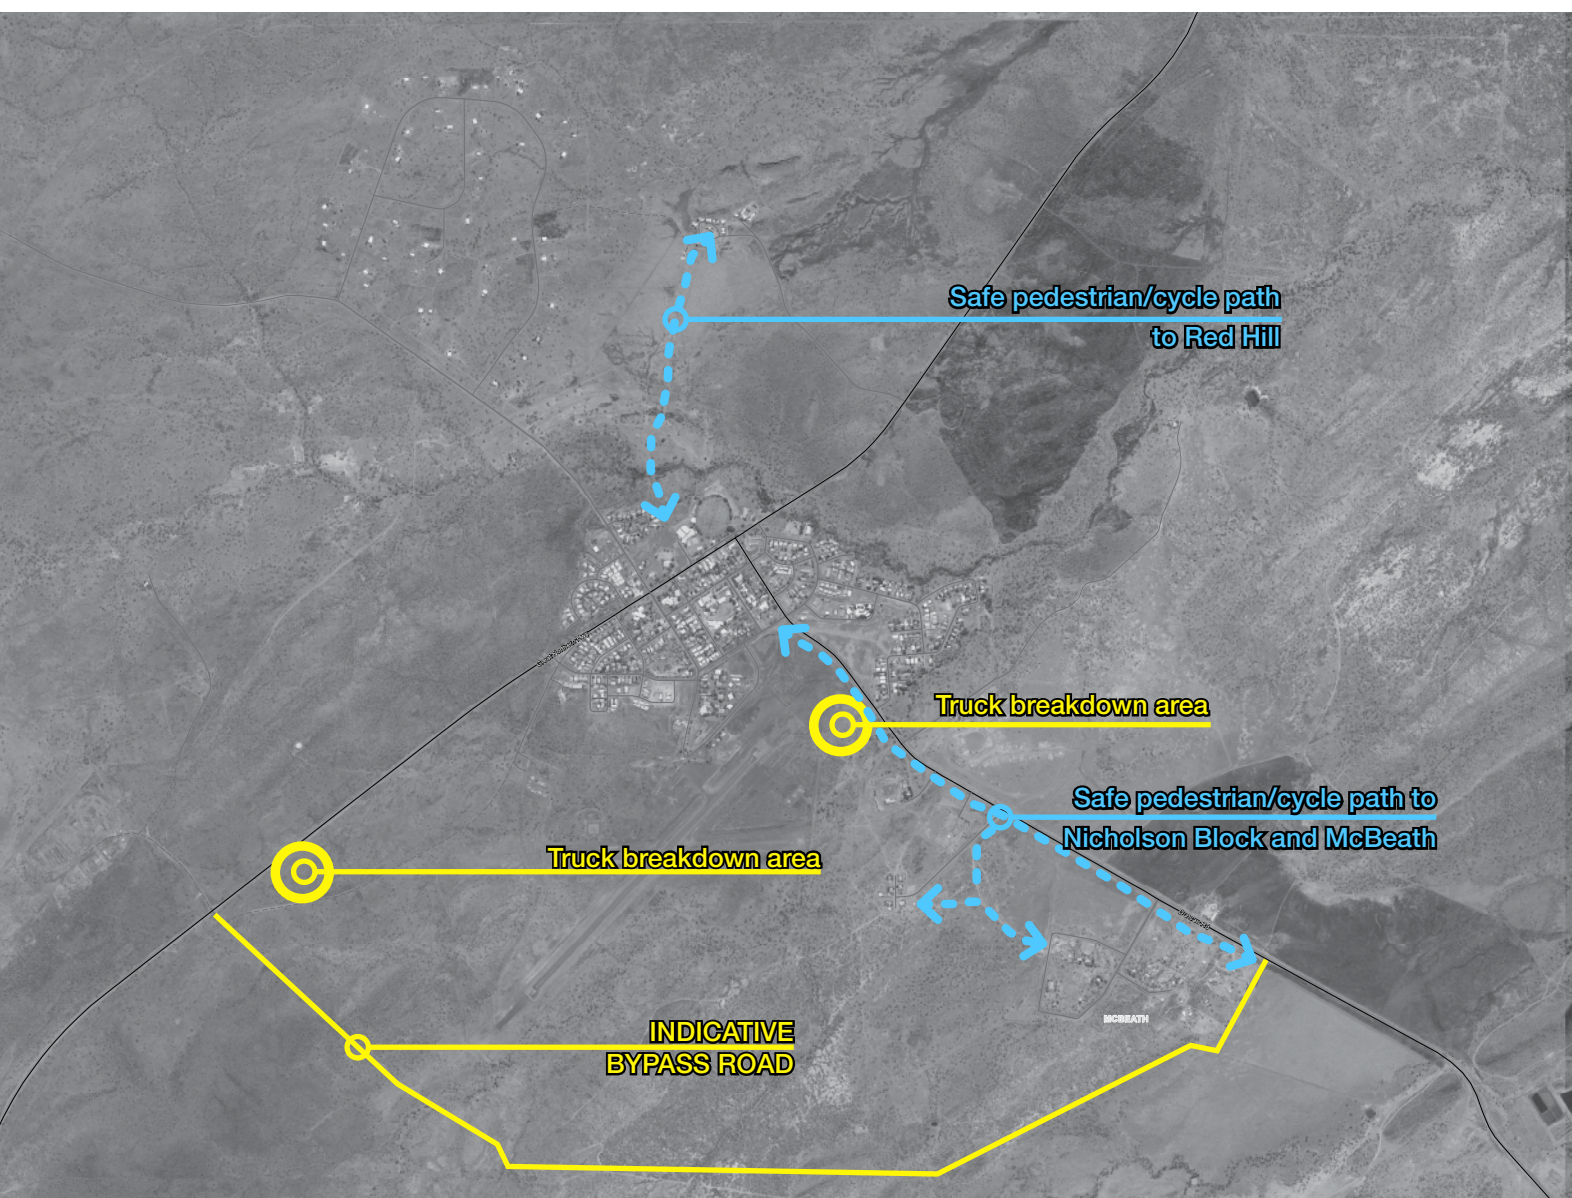 Safe pedestrian/cycle path
to Red Hill
Truck breakdown area
Safe pedestrian/cycle path to
Nicholson Block and McBeath
Truck breakdown area
MCBEATH
INDICATIVE
BYPASS ROAD